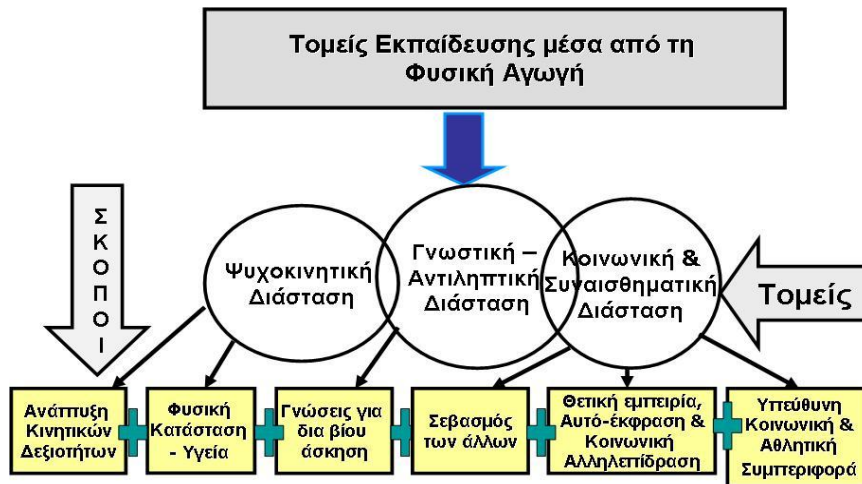 Τομείς Εκπαίδευσης μέσα από τη
Φυσική Αγωγή
ΣΚΟΠΟΙ
Ψυχοκινητική
Διάσταση
Γνωστική –
Αντιληπτική
Διάσταση
Κοινωνική &
Συναισθηματική
Διάσταση
Τομείς
Ανάπτυξη
Κινητικών
Δεξιοτήτων
Φυσική
Κατάσταση
- Υγεία
Γνώσεις για
δια βίου
άσκηση
Σεβασμός
των άλλων
Θετική εμπειρία,
Αυτό-έκφραση &
Κοινωνική
Αλληλεπίδραση
Υπεύθυνη
Κοινωνική &
Αθλητική
Συμπεριφορά